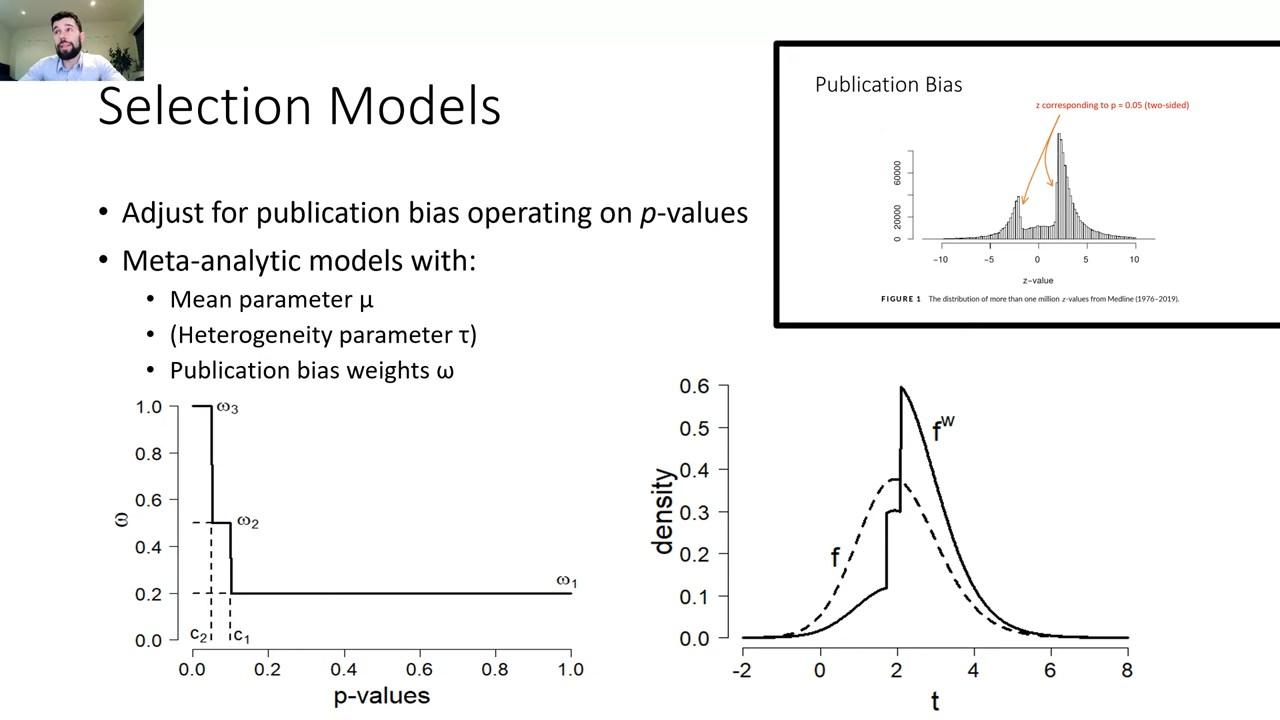 Selection Models
• Adjust for publication bias operating on p-values
• Meta-analytic models with:
• Mean parameter μ
• (Heterogeneity parameter τ)
• Publication bias weights ω
Publication Bias
z corresponding to p = 0.05 (two-sided)
60000
20000
0
−10 −5 0 5 10
z−value
FIGURE 1 The distribution of more than one million z-values from Medline (1976–2019).
1.0
0.8
0.6
0.4
0.2
0.0
ω
ω3
ω2
ω1
c2 c1
0.0 0.2 0.4 0.6 0.8 1.0
p-values
0.6
0.5
0.4
0.3
0.2
0.1
0.0
density
f
fw
-2 0 2 4 6 8
t